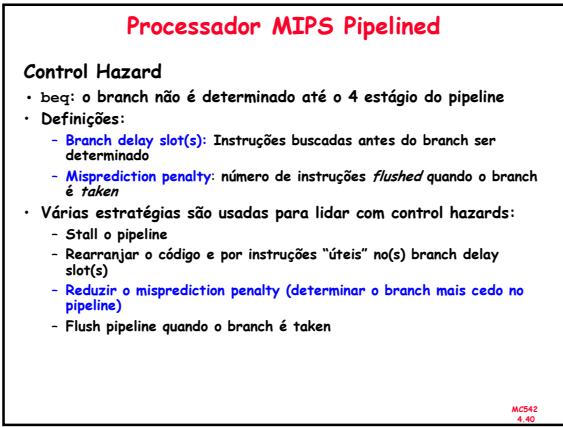 Processador MIPS Pipelined
Control Hazard
• beq: o branch não é determinado até o 4 estágio do pipeline
• Definições:
– Branch delay slot(s): Instruções buscadas antes do branch ser
determinado
– Misprediction penalty: número de instruções flushed quando o branch
é taken
• Várias estratégias são usadas para lidar com control hazards:
– Stall o pipeline
– Rearranjar o código e por instruções “úteis” no(s) branch delay
slot(s)
– Reduzir o misprediction penalty (determinar o branch mais cedo no
pipeline)
– Flush pipeline quando o branch é taken
MC542
4.40